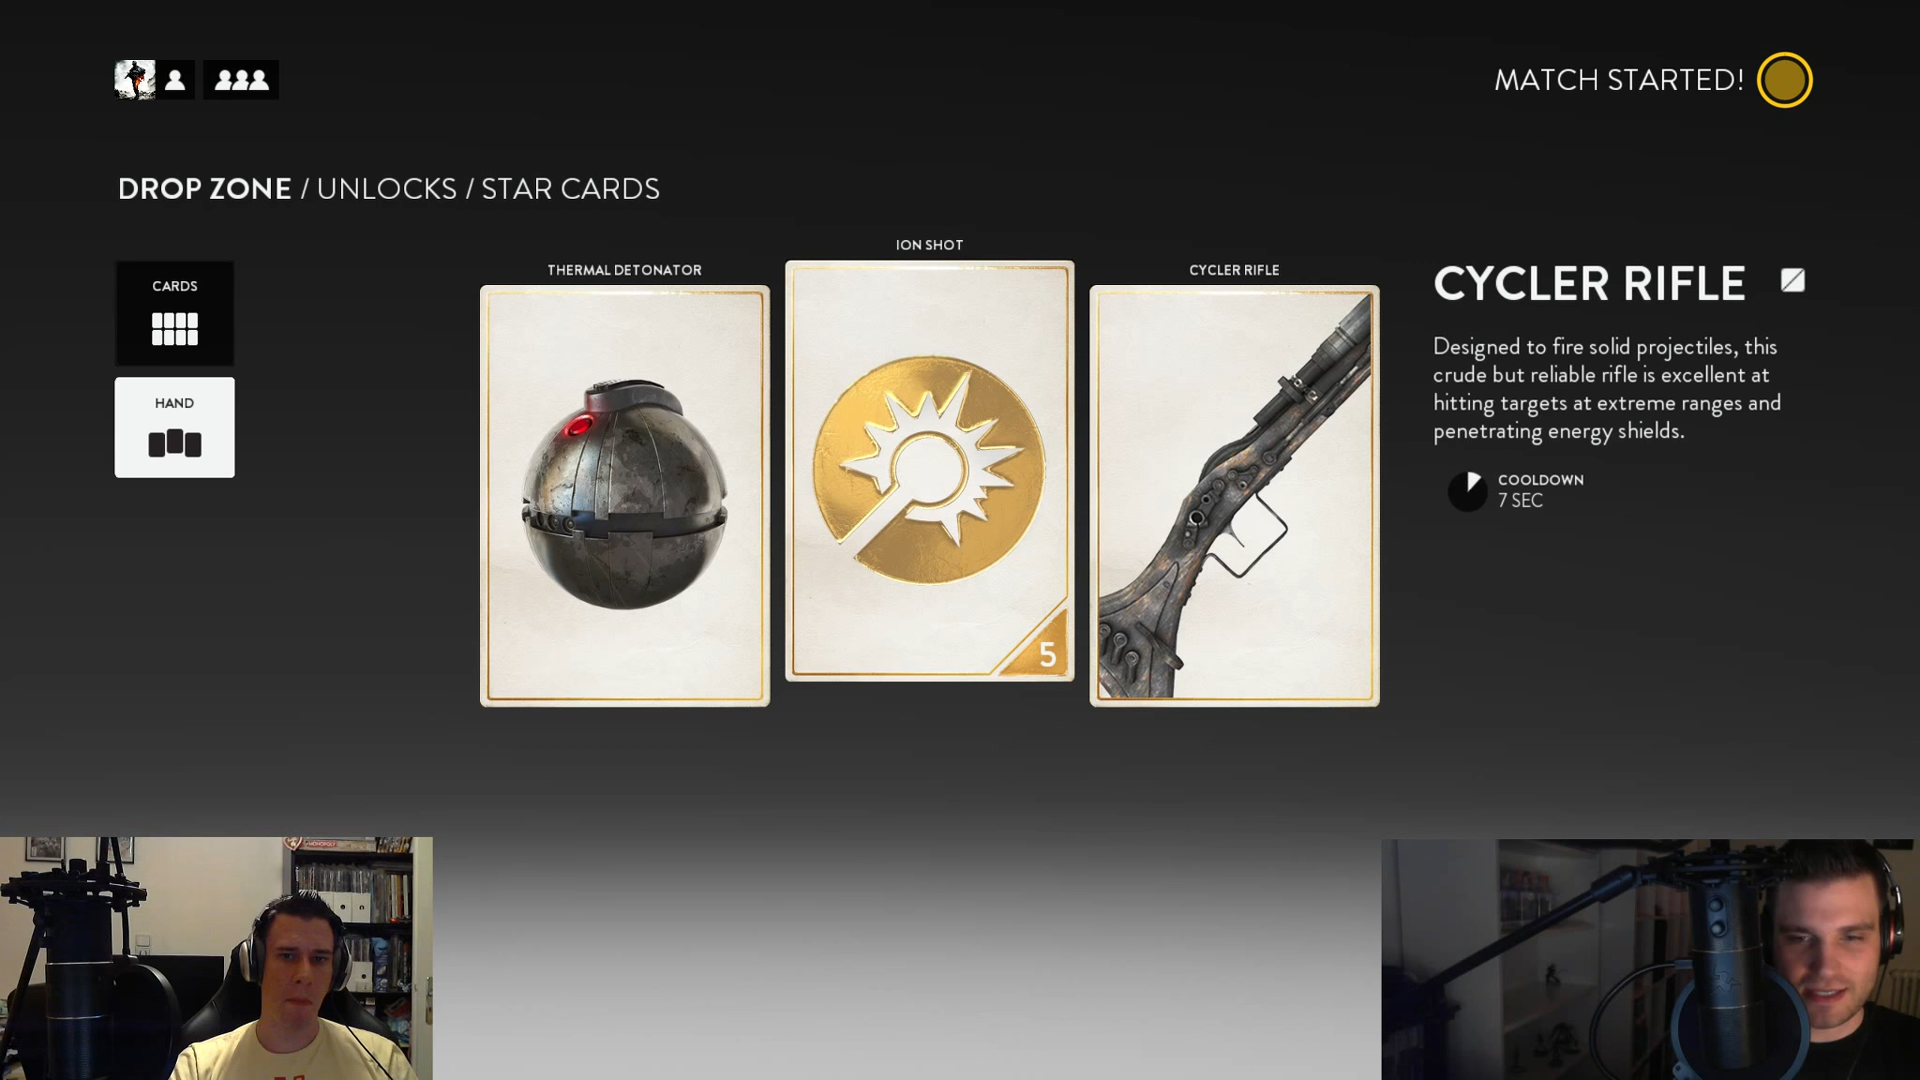 MATCH STARTED!
DROP ZONE / UNLOCKS / STAR CARDS
CARDS
HAND
THERMAL DETONATOR
ION SHOT
5
CYCLER RIFLE
CYCLER RIFLE
Designed to fire solid projectiles, this
crude but reliable rifle is excellent at
hitting targets at extreme ranges and
penetrating energy shields.
COOLDOWN
7 SEC
MONOPOLY